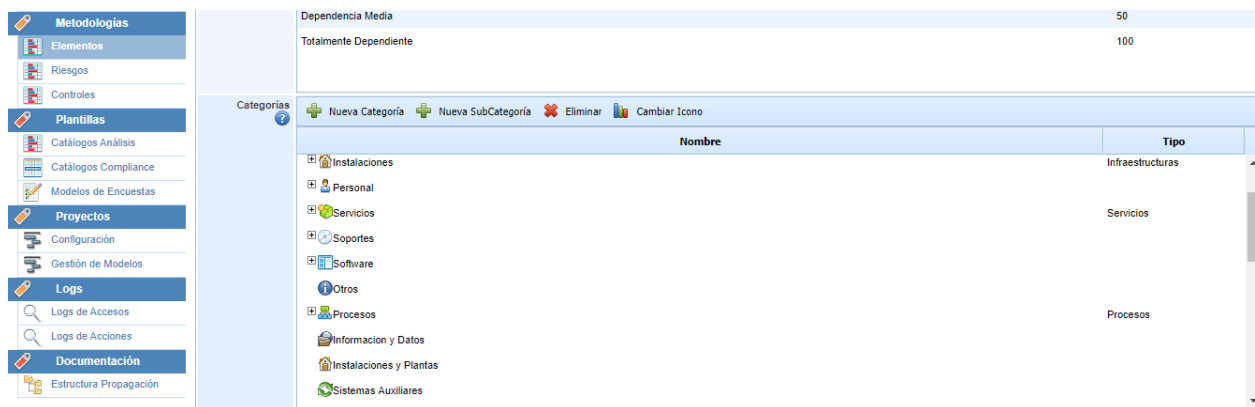 Metodologías
Elementos
Riesgos
Controles
Plantillas
Catálogos Análisis
Catálogos Compliance
Modelos de Encuestas
Proyectos
Configuración
Gestión de Modelos
Logs
Logs de Accesos
Logs de Acciones
Documentación
Estructura Propagación
Dependencia Media 50
Totalmente Dependiente 100
Categorías
?
Nueva Categoría Nueva SubCategoría Eliminar Cambiar Icono
Nombre Tipo
Instalaciones Infraestructuras
Personal
Servicios Servicios
Soportes
Software
Otros
Procesos Procesos
Informacion y Datos
Instalaciones y Plantas
Sistemas Auxiliares